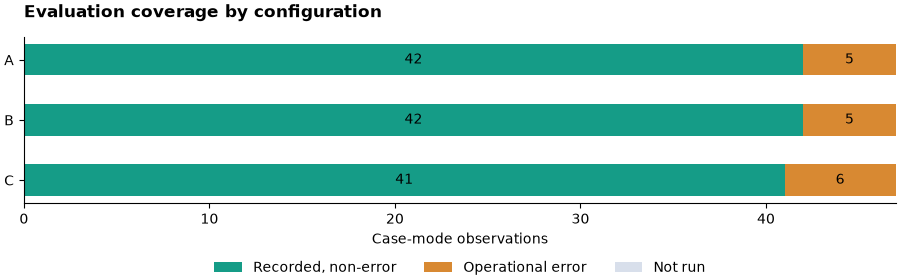 Evaluation coverage by configuration
A 42 5
B 42 5
C 41 6
0 10 20 30 40
Case-mode observations
Recorded, non-error Operational error Not run